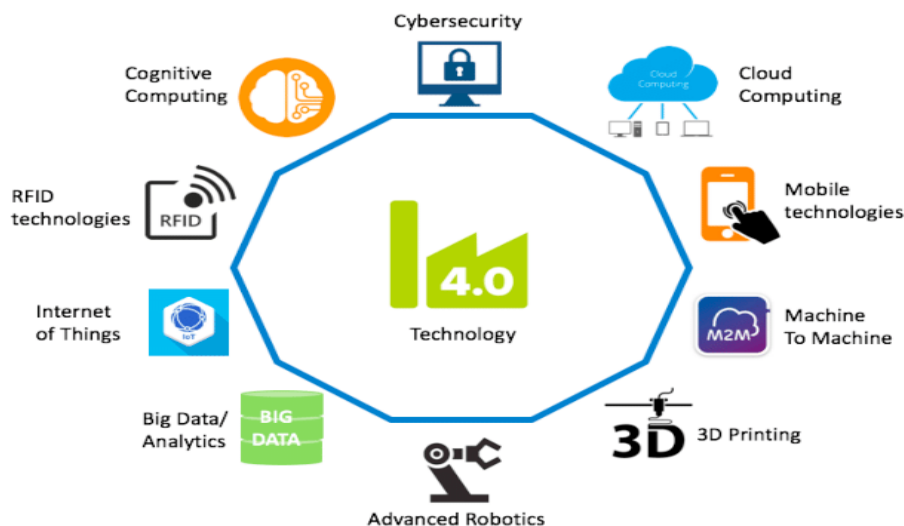 Cybersecurity
Cognitive
Computing
Cloud
Computing
Cloud
Computing
RFID
technologies
RFID
Mobile
technologies
4.0
Technology
Internet
of Things
IoT
M2M
Machine
To Machine
Big Data/
Analytics
BIG
DATA
3D
3D Printing
Advanced Robotics